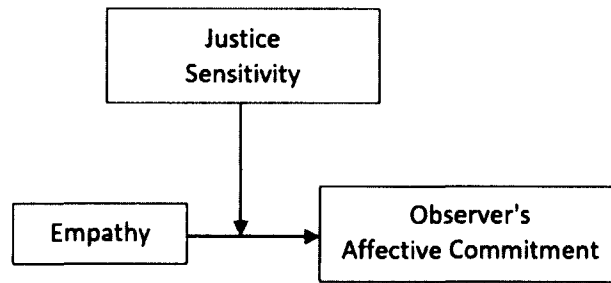 Justice
Sensitivity
Empathy
Observer's
Affective Commitment